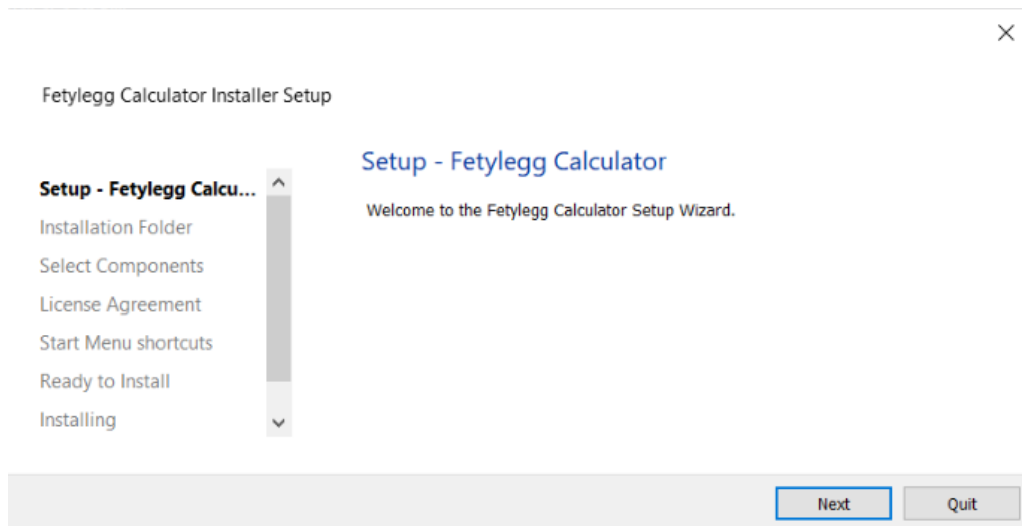 Fetylegg Calculator Installer Setup
Setup - Fetylegg Calcu...
Installation Folder
Select Components
License Agreement
Start Menu shortcuts
Ready to Install
Installing
Setup - Fetylegg Calculator
Welcome to the Fetylegg Calculator Setup Wizard.
Next
Quit